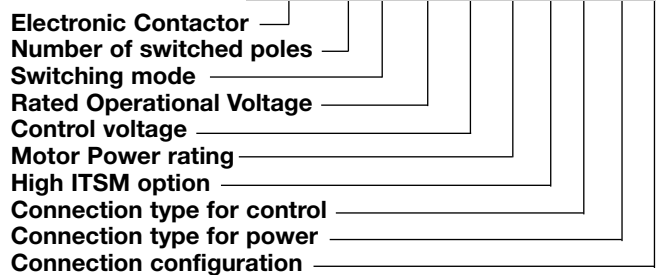 Electronic Contactor
Number of switched poles
Switching mode
Rated Operational Voltage
Control voltage
Motor Power rating
High ITSM option
Connection type for control
Connection type for power
Connection configuration